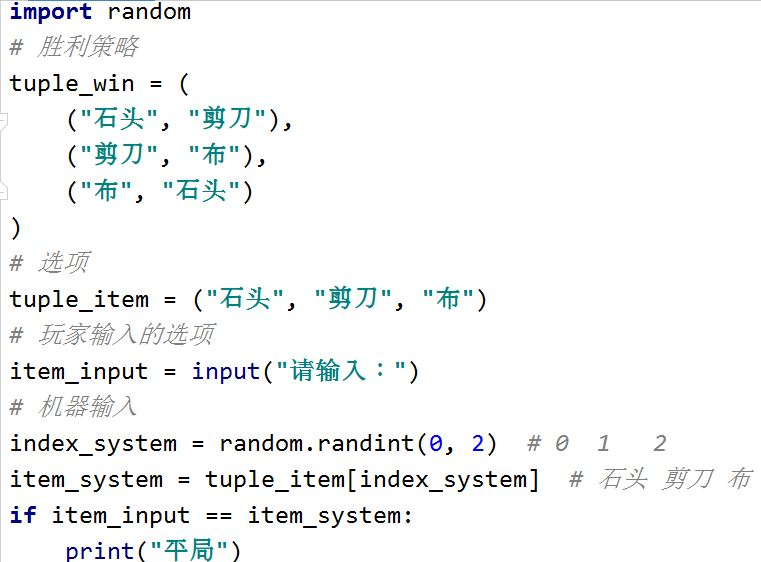 import random
# 胜利策略
tuple_win = (
    ("石头", "剪刀"),
    ("剪刀", "布"),
    ("布", "石头")
)
# 选项
tuple_item = ("石头", "剪刀", "布")
# 玩家输入的选项
item_input = input("请输入：")
# 机器输入
index_system = random.randint(0, 2)  # 0  1   2
item_system = tuple_item[index_system]  # 石头 剪刀 布
if item_input == item_system:
    print("平局")